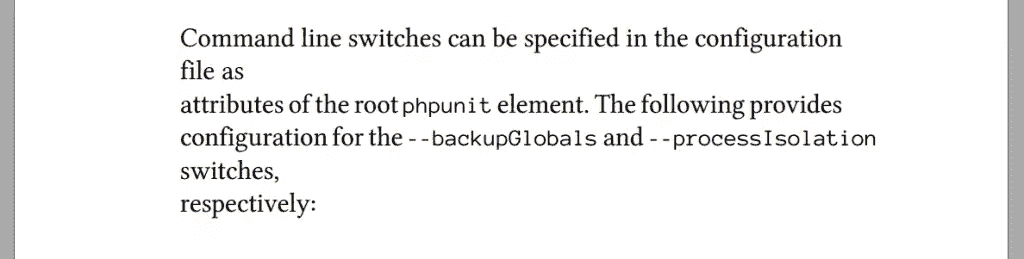 Command line switches can be specified in the configuration
file as
attributes of the root phpunit element. The following provides
configuration for the --backupGlobals and --processIsolation
switches,
respectively: